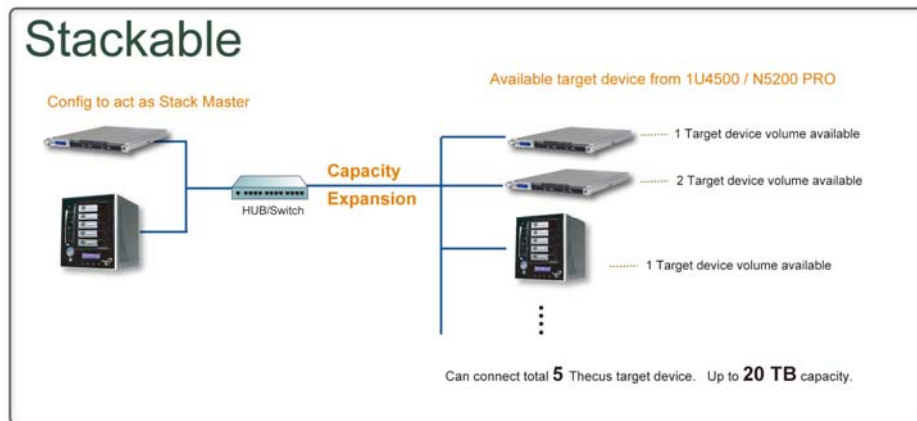 Stackable
Available target device from 1U4500 / N5200 PRO
Config to act as Stack Master
1 Target device volume available
Capacity
Expansion
HUB/Switch
2 Target device volume available
1 Target device volume available
Can connect total 5 Thecus target device. Up to 20 TB capacity.